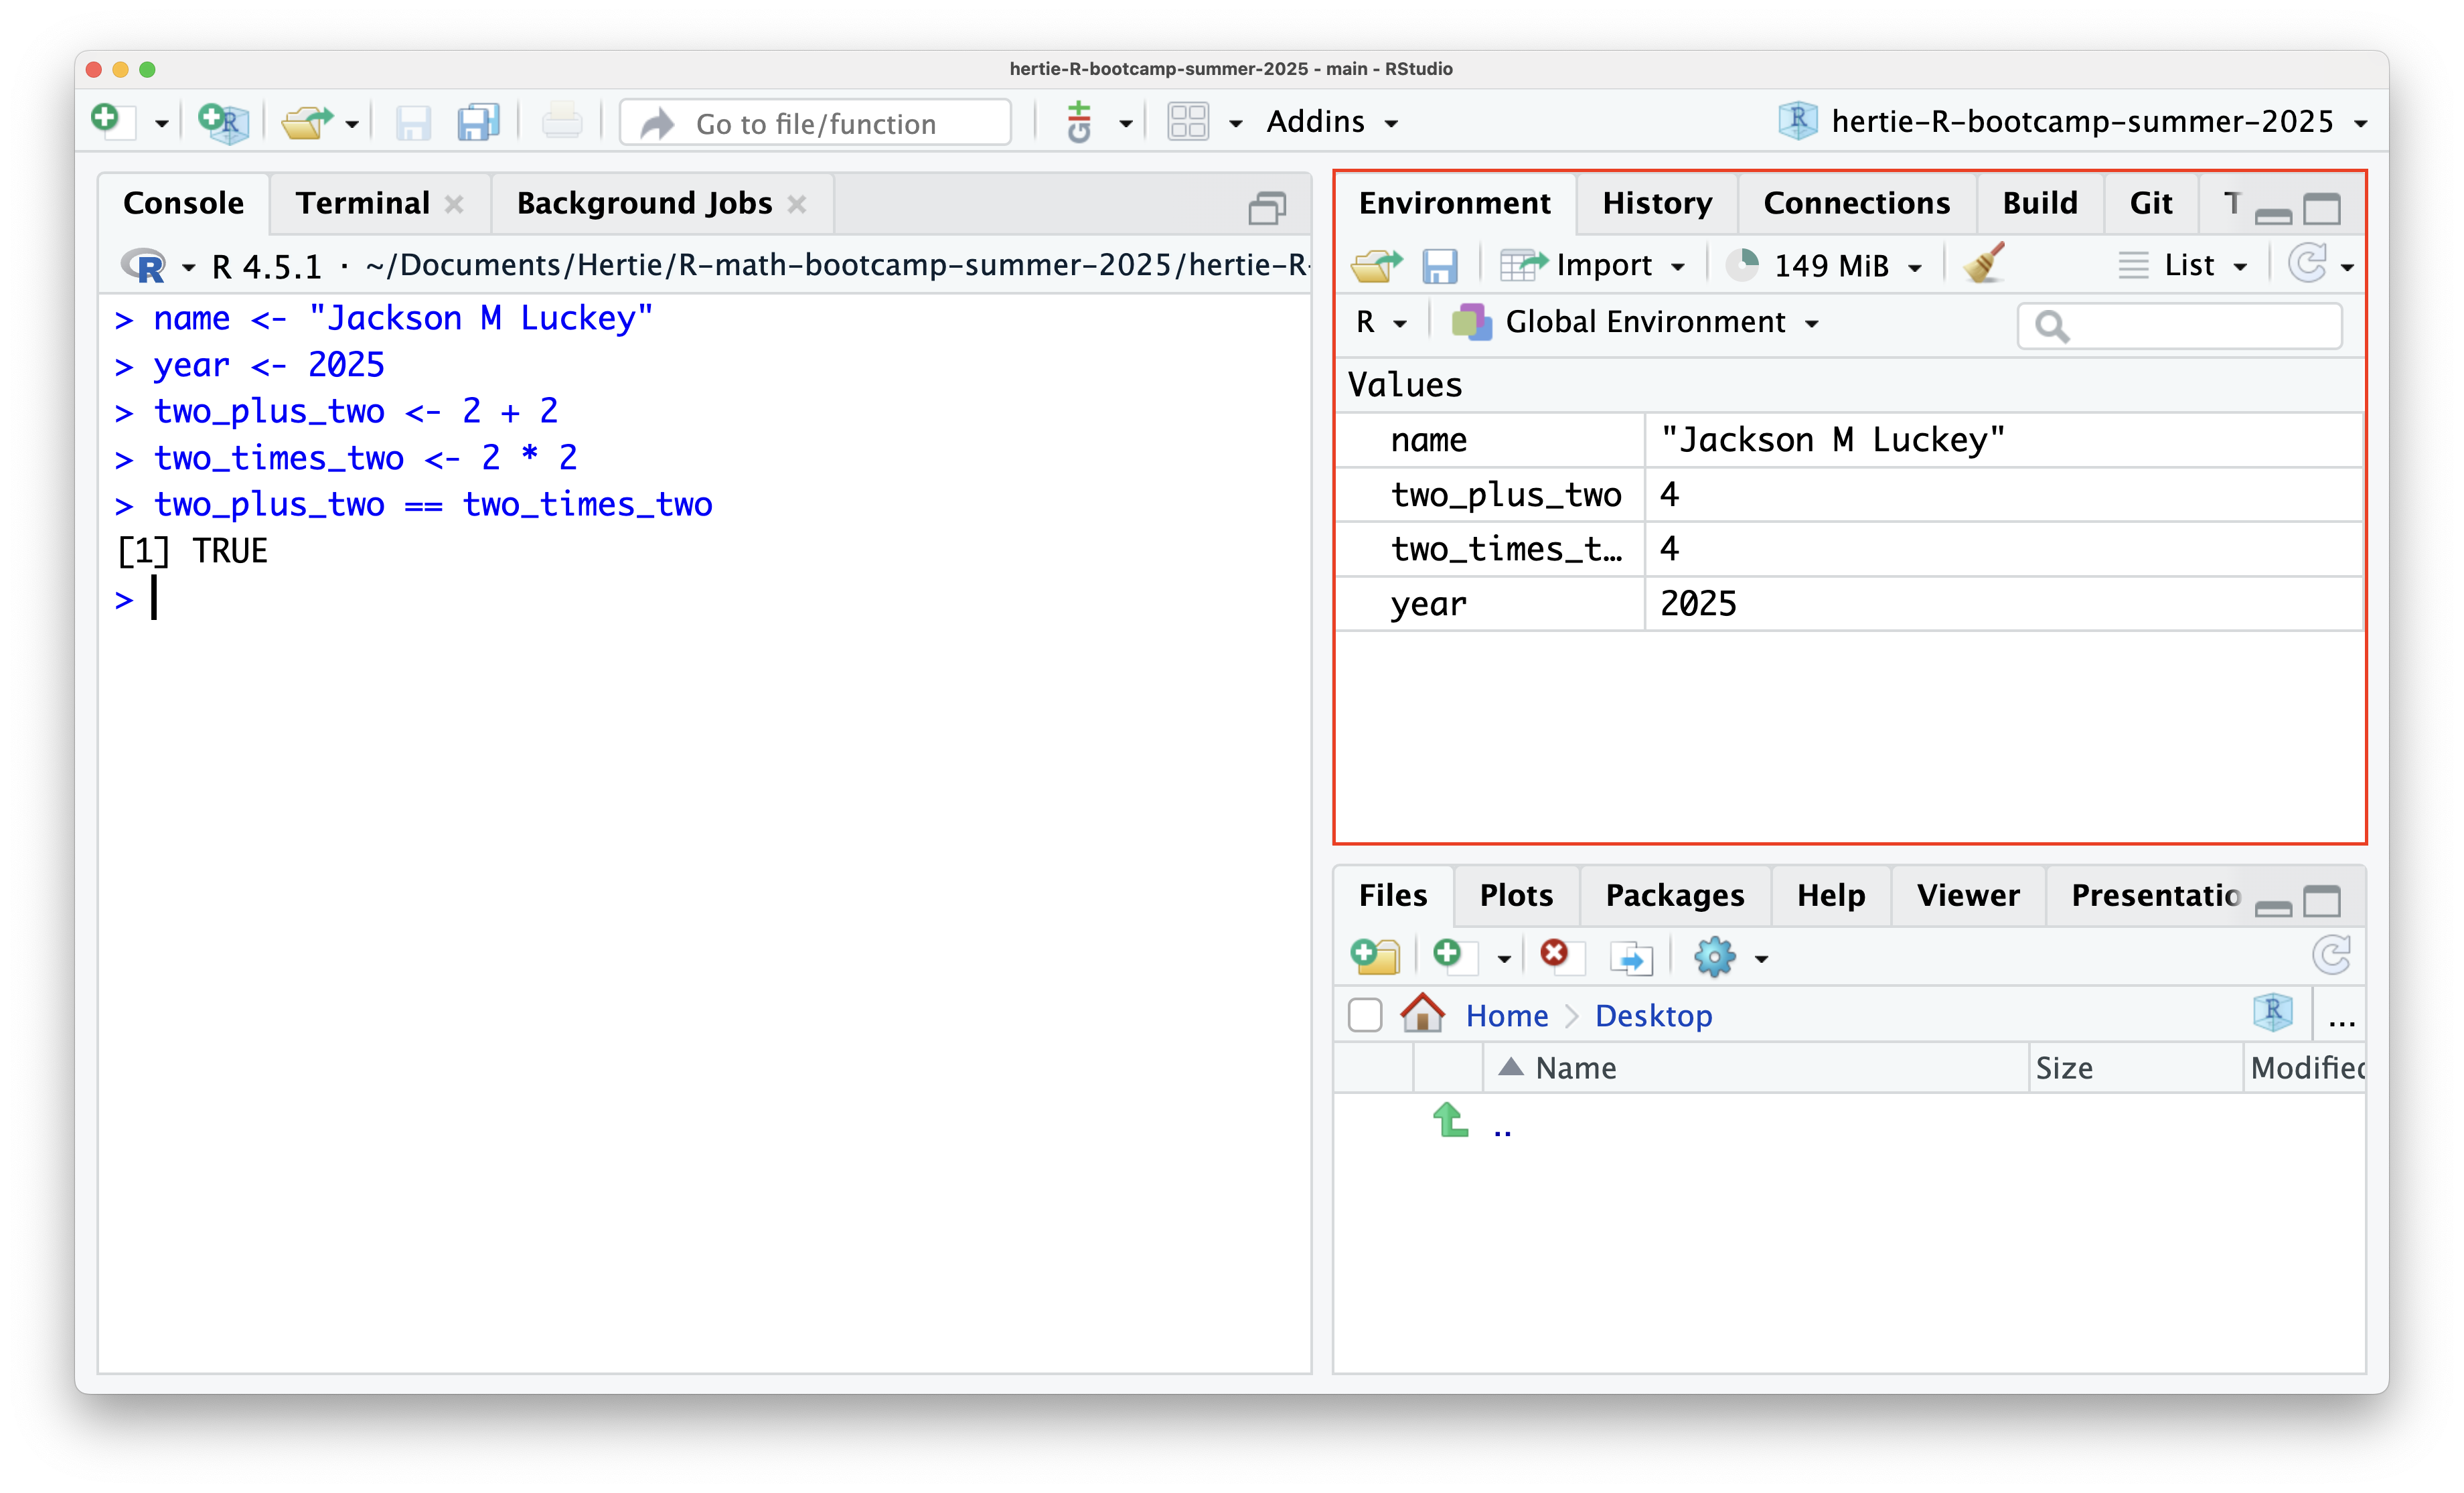 hertie-R-bootcamp-summer-2025 - main - RStudio
Go to file/function
Addins
hertie-R-bootcamp-summer-2025
Console Terminal Background Jobs
R 4.5.1 · ~/Documents/Hertie/R-math-bootcamp-summer-2025/hertie-R-
> name <- "Jackson M Luckey"
> year <- 2025
> two_plus_two <- 2 + 2
> two_times_two <- 2 * 2
> two_plus_two == two_times_two
[1] TRUE
>
Environment History Connections Build Git T
Import 149 MiB List
R Global Environment
Values
name "Jackson M Luckey"
two_plus_two 4
two_times_t… 4
year 2025
Files Plots Packages Help Viewer Presentatio
Home Desktop ...
Name Size Modified
..